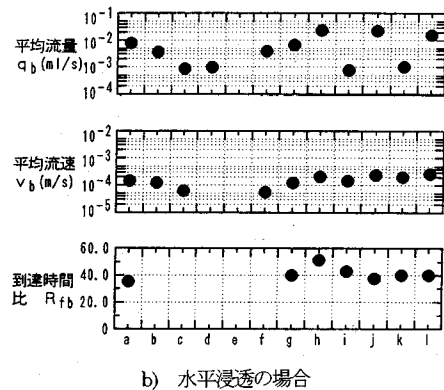 平均流量
q_b(ml/s)
10^-1
10^-2
10^-3
10^-4
平均流速
v_b(m/s)
10^-2
10^-3
10^-4
10^-5
到達時間
比 R_fb
60.0
40.0
20.0
0.0
a b c d e f g h i j k l
b) 水平浸透の場合